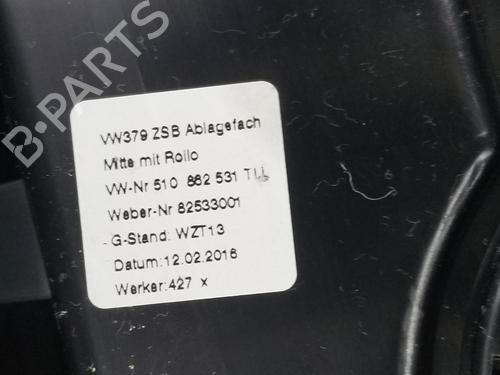 B-PARTS
VW379 ZSB Ablagefach
Mitte mit Rollo
VW-Nr 510 862 531
Weber-Nr 82533001
G-Stand: WZT13
Datum:12.02.2016
Werker:427 x